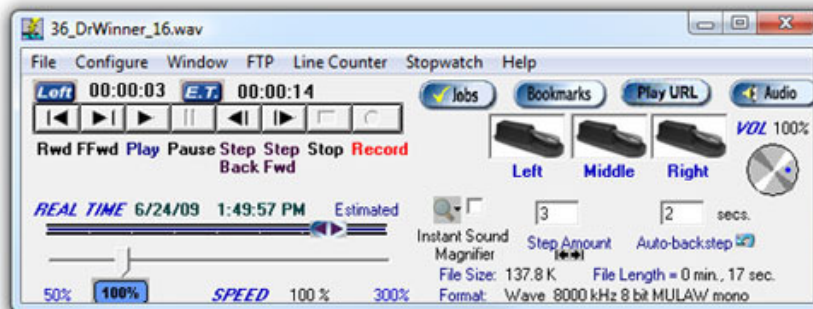 36_DrWinner_16.wav
File Configure Window FTP Line Counter Stopwatch Help
Left 00:00:03 E.T. 00:00:14
Jobs Bookmarks Play URL Audio
Rwd FFwd Play Pause Step Back Step Fwd Stop Record
VOL 100%
Left Middle Right
REAL TIME 6/24/09 1:49:57 PM Estimated
Instant Sound Magnifier
3 Step Amount
2 secs.
Auto-backstep
File Size: 137.8 K File Length = 0 min., 17 sec.
50% 100% SPEED 100 % 300%
Format: Wave 8000 kHz 8 bit MULAW mono